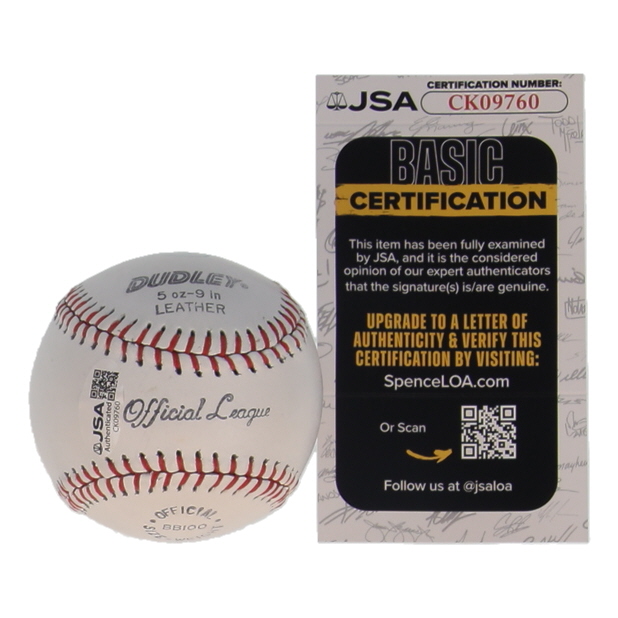 DUDLEY®
5 oz-9 in
LEATHER
JSA
Authenticated
CK09760
Official League
OFFICIAL
BB100
CERTIFICATION NUMBER:
JSA CK09760
BASIC
CERTIFICATION
This item has been fully examined
by JSA, and it is the considered
opinion of our expert authenticators
that the signature(s) is/are genuine.
UPGRADE TO A LETTER OF
AUTHENTICITY & VERIFY THIS
CERTIFICATION BY VISITING:
SpenceLOA.com
Or Scan
Follow us at @jsaloa